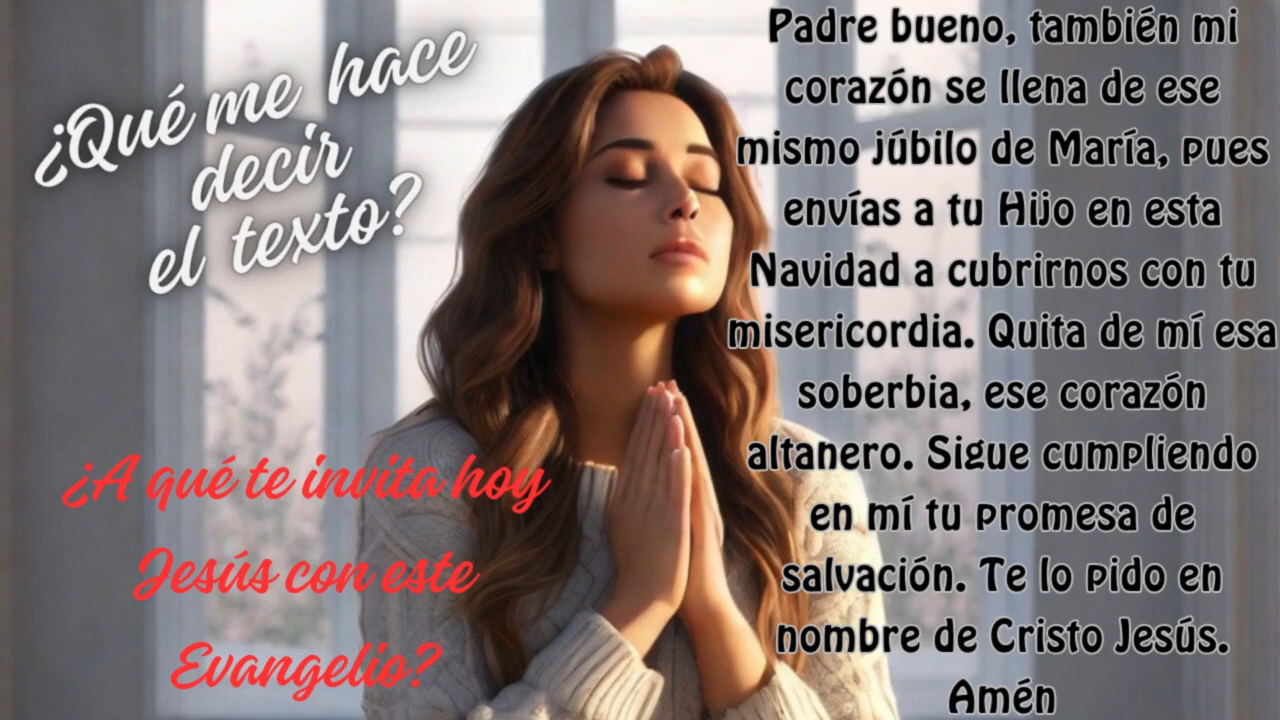 ¿Qué me hace
decir
el texto?
¿A qué te invita hoy
Jesús con este
Evangelio?
Padre bueno, también mi
corazón se llena de ese
mismo júbilo de María, pues
envías a tu Hijo en esta
Navidad a cubrirnos con tu
misericordia. Quita de mí esa
soberbia, ese corazón
altanero. Sigue cumpliendo
en mí tu promesa de
salvación. Te lo pido en
nombre de Cristo Jesús.
Amén